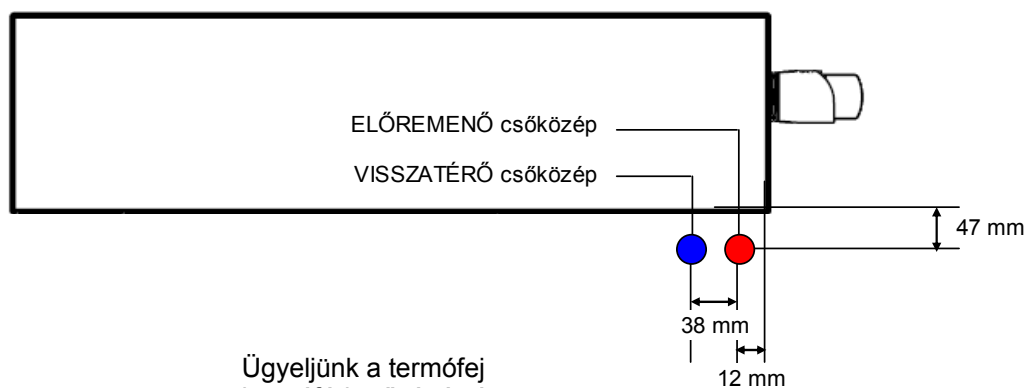 ELŐREMENŐ csőközép
VISSZATÉRŐ csőközép
47 mm
38 mm
12 mm
Ügyeljünk a termófej